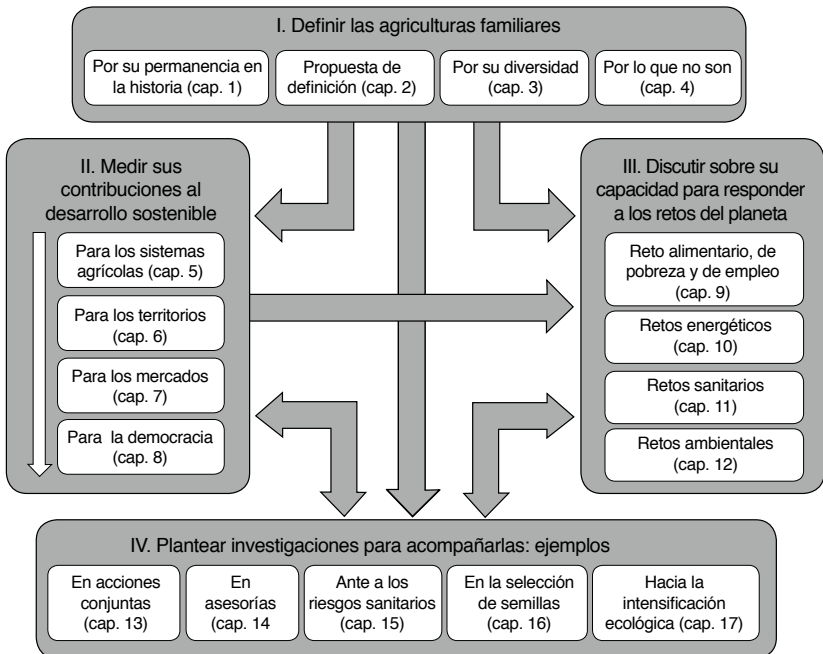 I. Definir las agriculturas familiares
Por su permanencia en
la historia (cap. 1)
Propuesta de
definición (cap. 2)
Por su diversidad
(cap. 3)
Por lo que no son
(cap. 4)
II. Medir sus
contribuciones al
desarrollo sostenible
Para los sistemas
agrícolas (cap. 5)
Para los territorios
(cap. 6)
Para los mercados
(cap. 7)
Para la democracia
(cap. 8)
III. Discutir sobre su
capacidad para responder
a los retos del planeta
Reto alimentario, de
pobreza y de empleo
(cap. 9)
Retos energéticos
(cap. 10)
Retos sanitarios
(cap. 11)
Retos ambientales
(cap. 12)
IV. Plantear investigaciones para acompañarlas: ejemplos
En acciones
conjuntas
(cap. 13)
En
asesorías
(cap. 14
Ante a los
riesgos sanitarios
(cap. 15)
En la selección
de semillas
(cap. 16)
Hacia la
intensificación
ecológica (cap. 17)